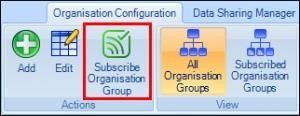 Organisation Configuration
Data Sharing Manager
Add
Edit
Subscribe
Organisation
Group
All
Organisation
Groups
Subscribed
Organisation
Groups
Actions
View